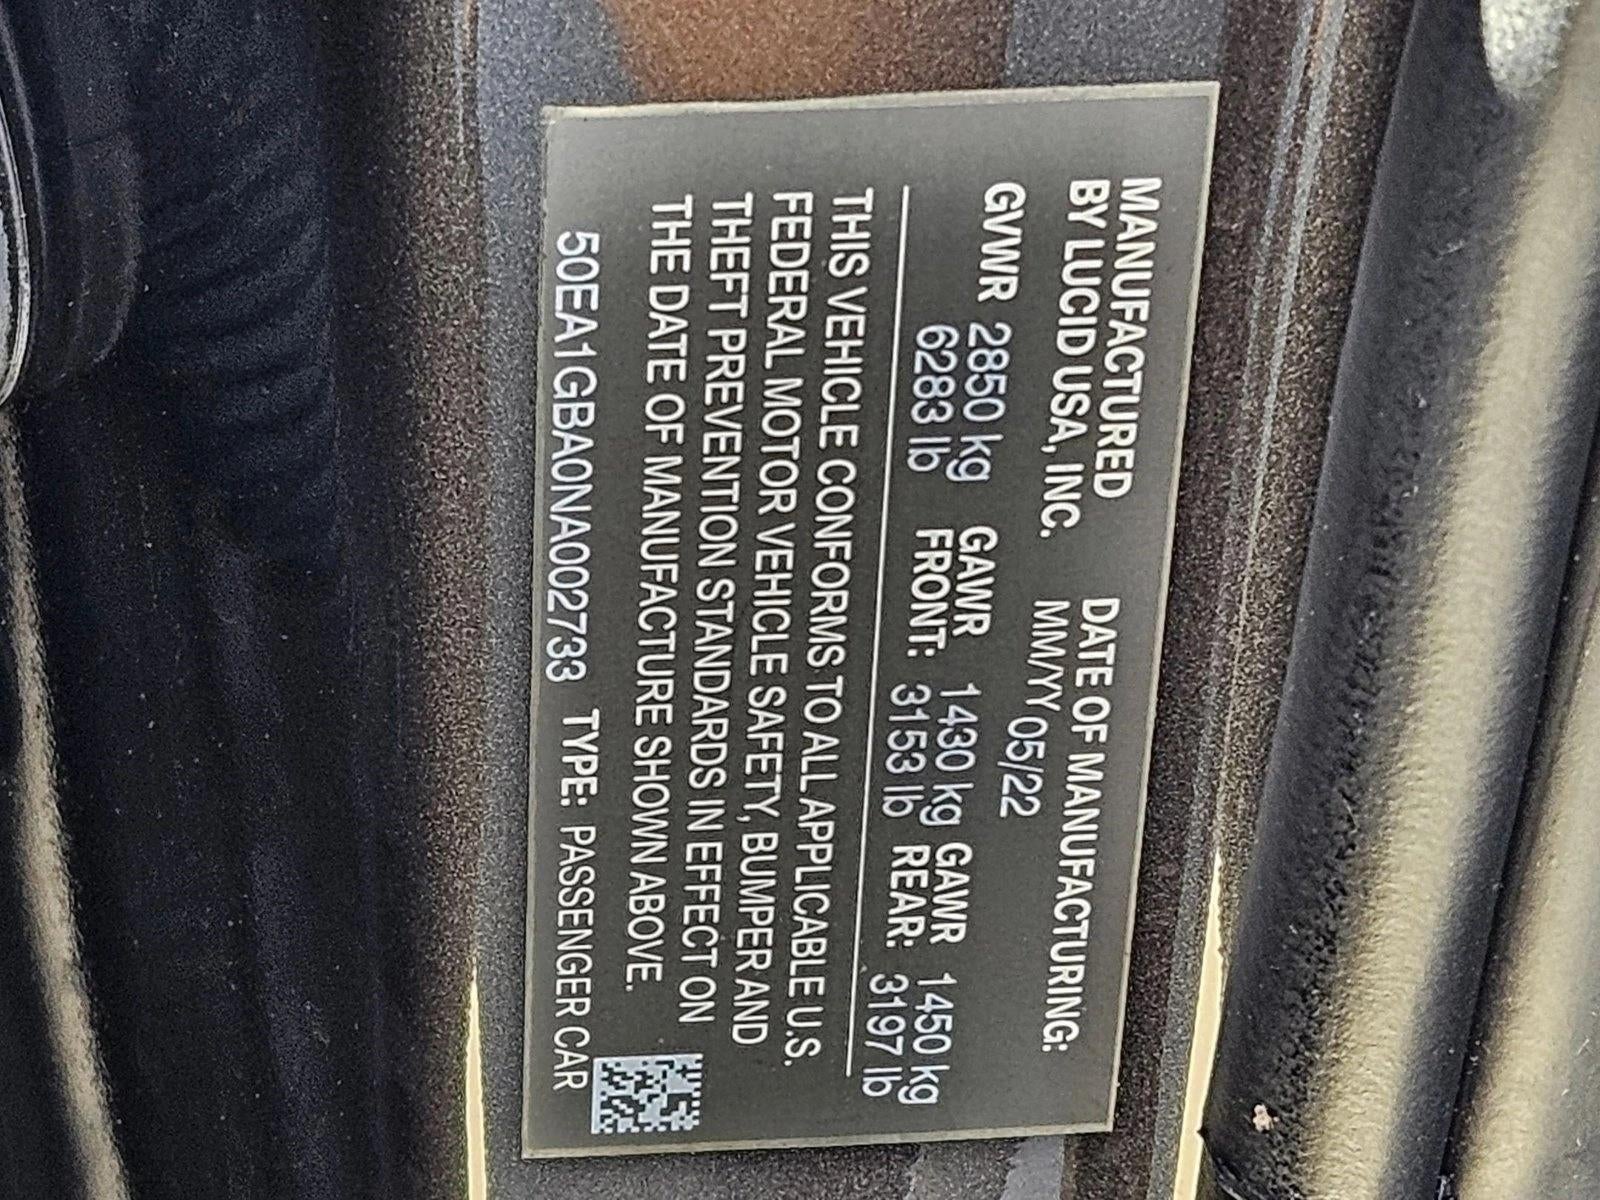 MANUFACTURED
BY LUCID USA, INC.
DATE OF MANUFACTURING:
MM/YY 05/22
GVWR 2850 kg
6283 lb
GAWR 1430 kg
FRONT: 3153 lb
GAWR 1450 kg
REAR: 3197 lb
THIS VEHICLE CONFORMS TO ALL APPLICABLE U.S.
FEDERAL MOTOR VEHICLE SAFETY, BUMPER AND
THEFT PREVENTION STANDARDS IN EFFECT ON
THE DATE OF MANUFACTURE SHOWN ABOVE.
50EA1GBA0NA002733 TYPE: PASSENGER CAR